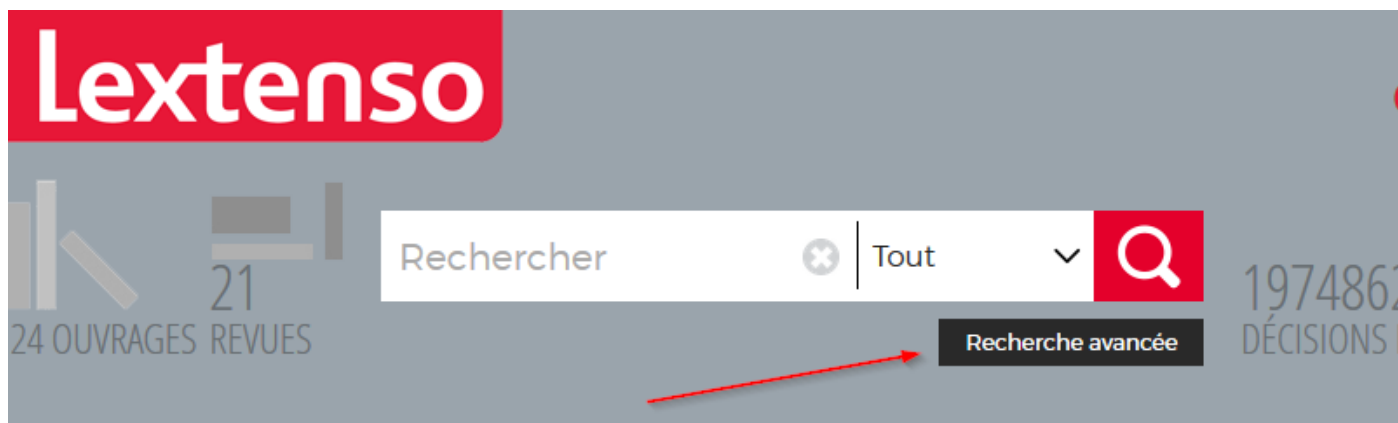 Lextenso
Rechercher
Tout
Recherche avancée
24 OUVRAGES
21
REVUES
DÉCISIONS